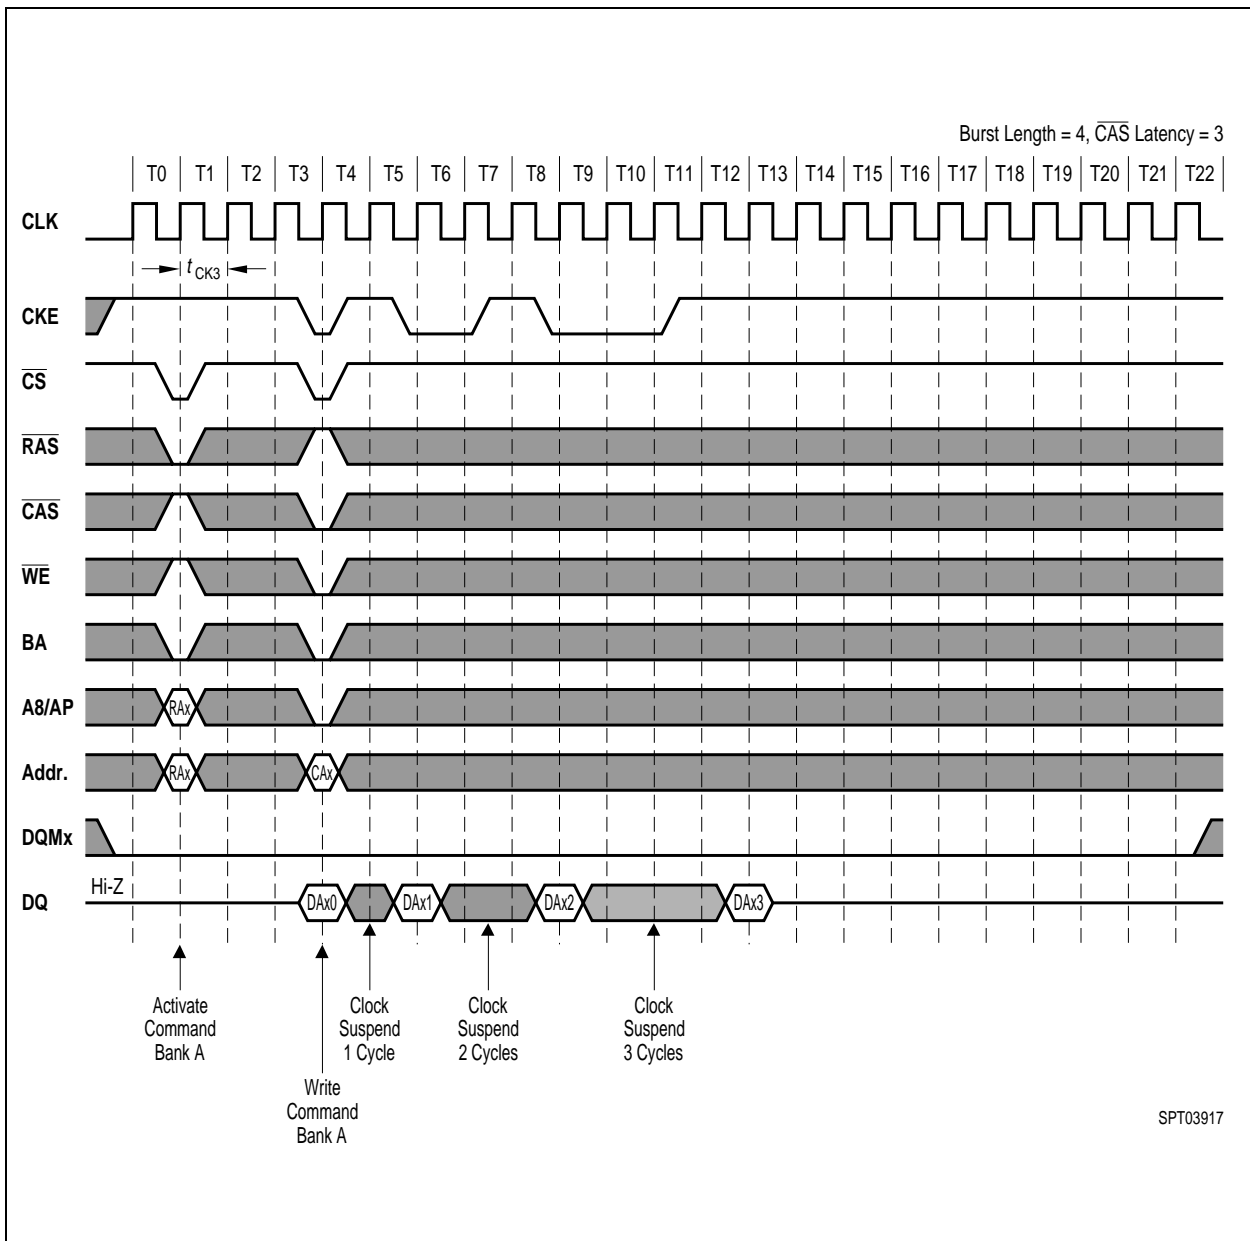 Burst Length = 4, CAS Latency = 3
T0 T1 T2 T3 T4 T5 T6 T7 T8 T9 T10 T11 T12 T13 T14 T15 T16 T17 T18 T19 T20 T21 T22
CLK
t CK3
CKE
CS
RAS
CAS
WE
BA
A8/AP RAx
Addr. RAx CAx
DQMx
DQ Hi-Z DAx0 DAx1 DAx2 DAx3
Activate
Command
Bank A
Write
Command
Bank A
Clock
Suspend
1 Cycle
Clock
Suspend
2 Cycles
Clock
Suspend
3 Cycles
SPT03917